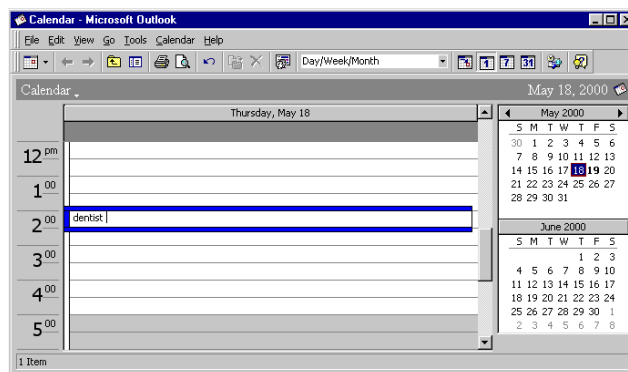 Calendar - Microsoft Outlook
File Edit View Go Tools Calendar Help
Day/Week/Month 1 7 31
Calendar May 18, 2000
Thursday, May 18
12 pm
1 00
2 00 dentist
3 00
4 00
5 00
May 2000
S M T W T F S
30 1 2 3 4 5 6
7 8 9 10 11 12 13
14 15 16 17 18 19 20
21 22 23 24 25 26 27
28 29 30 31
June 2000
S M T W T F S
1 2 3
4 5 6 7 8 9 10
11 12 13 14 15 16 17
18 19 20 21 22 23 24
25 26 27 28 29 30 1
2 3 4 5 6 7 8
1 Item